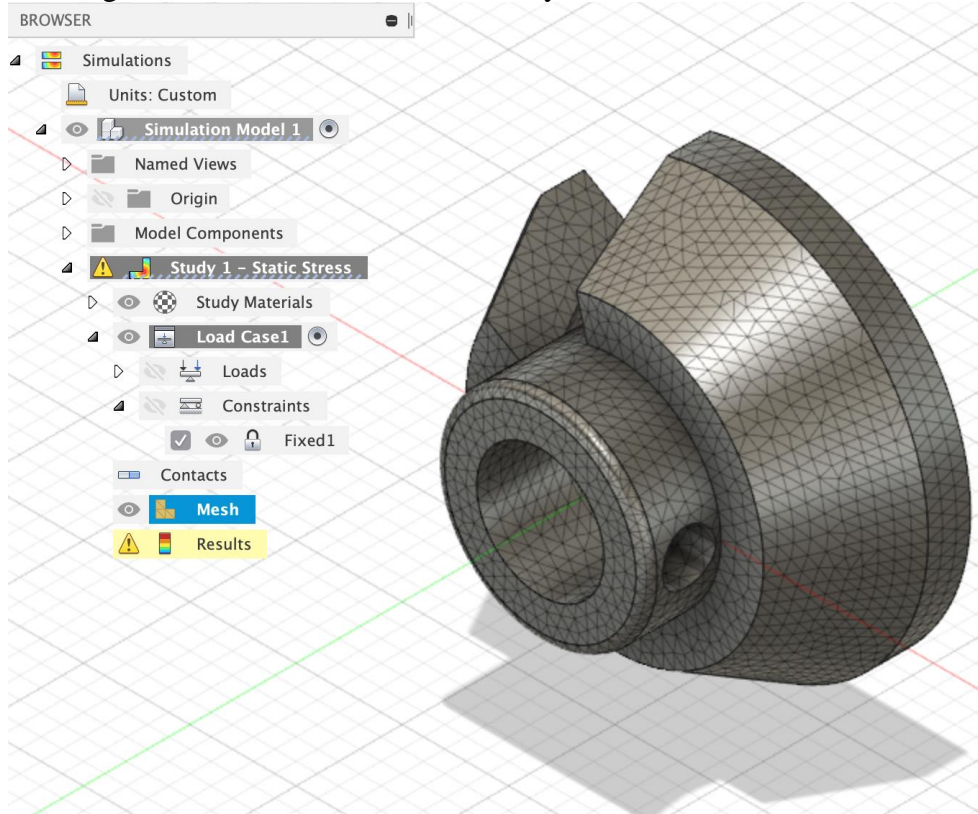 BROWSER
Simulations
Units: Custom
Simulation Model 1
Named Views
Origin
Model Components
Study 1 - Static Stress
Study Materials
Load Case1
Loads
Constraints
Fixed1
Contacts
Mesh
Results